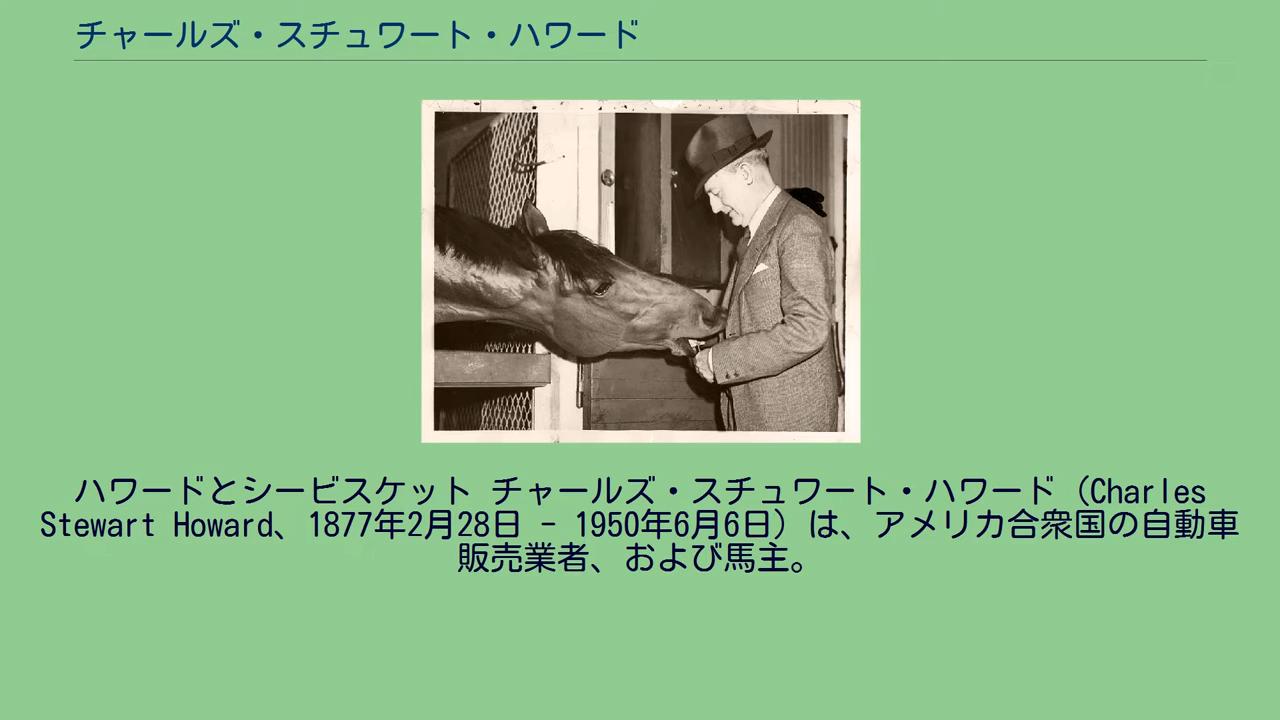 チャールズ・スチュワート・ハワード
ハワードとシービスケット チャールズ・スチュワート・ハワード（Charles
Stewart Howard、1877年2月28日 - 1950年6月6日）は、アメリカ合衆国の自動車
販売業者、および馬主。